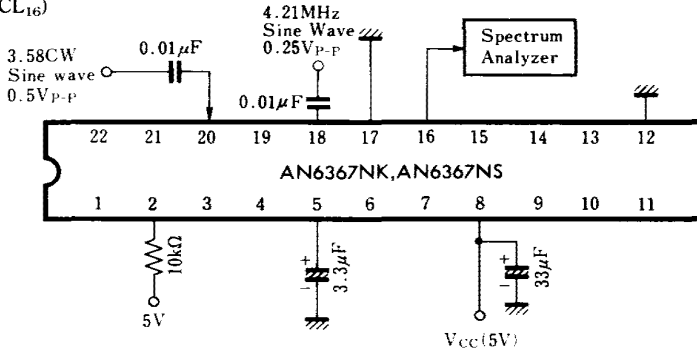 CL16)
4.21MHz
Sine Wave
0.25VP-P
3.58CW
Sine wave
0.5VP-P
0.01μF
0.01μF
Spectrum
Analyzer
22 21 20 19 18 17 16 15 14 13 12
AN6367NK,AN6367NS
1 2 3 4 5 6 7 8 9 10 11
10kΩ
5V
+
3.3μF
−
+
33μF
−
VCC(5V)